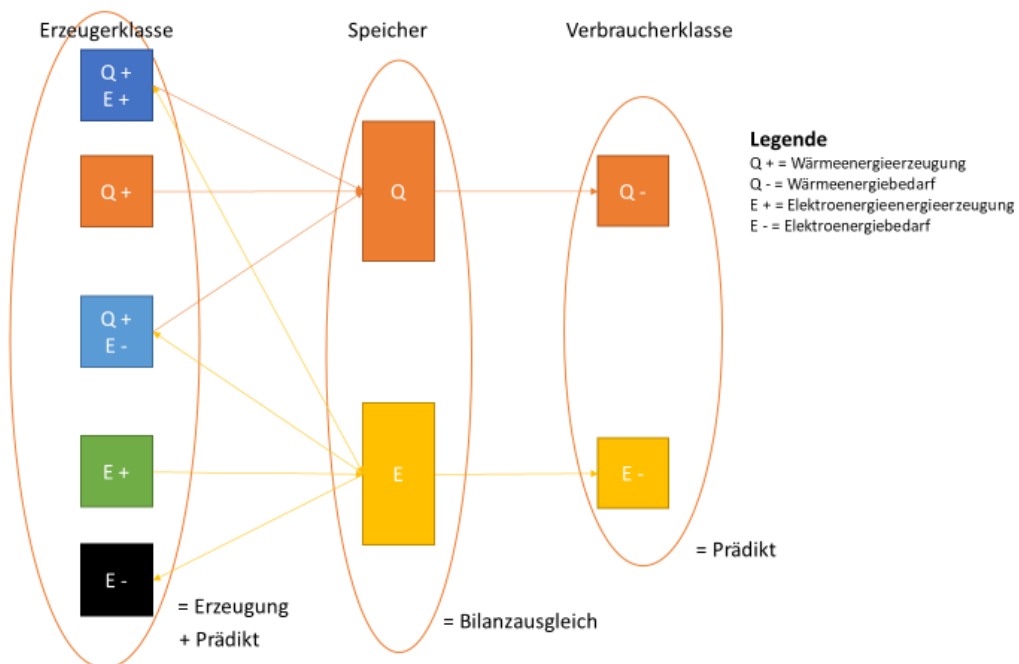 Erzeugerklasse
Speicher
Verbraucherklasse
Q +
E +
Q +
Q +
E -
E +
E -
Q
E
Q -
E -
Legende
Q + = Wärmeenergieerzeugung
Q - = Wärmeenergiebedarf
E + = Elektroenergieenergieerzeugung
E - = Elektroenergiebedarf
= Erzeugung
+ Prädikt
= Bilanzausgleich
= Prädikt